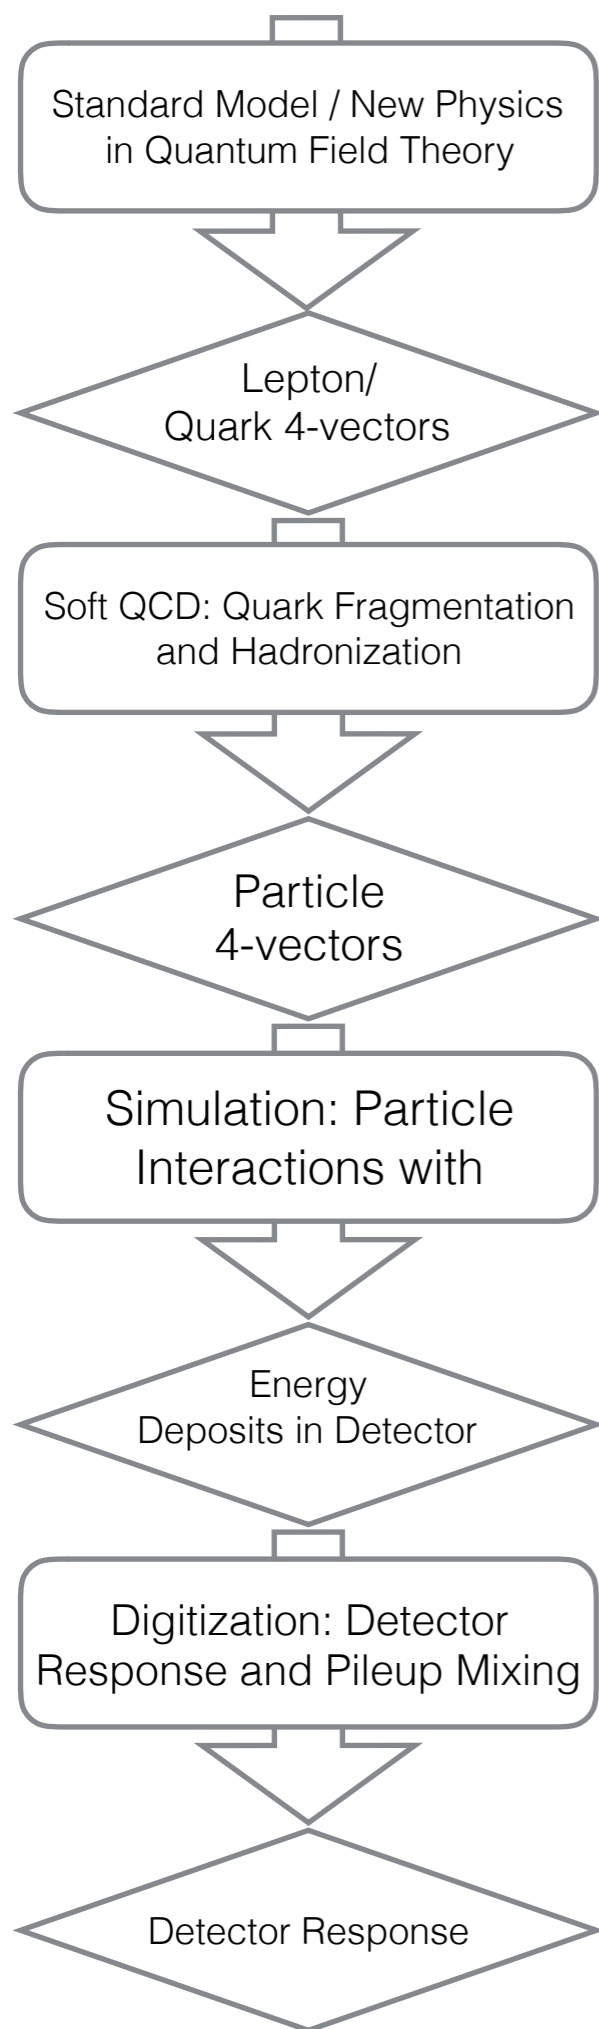 Standard Model / New Physics
in Quantum Field Theory
Lepton/
Quark 4-vectors
Soft QCD: Quark Fragmentation
and Hadronization
Particle
4-vectors
Simulation: Particle
Interactions with
Energy
Deposits in Detector
Digitization: Detector
Response and Pileup Mixing
Detector Response